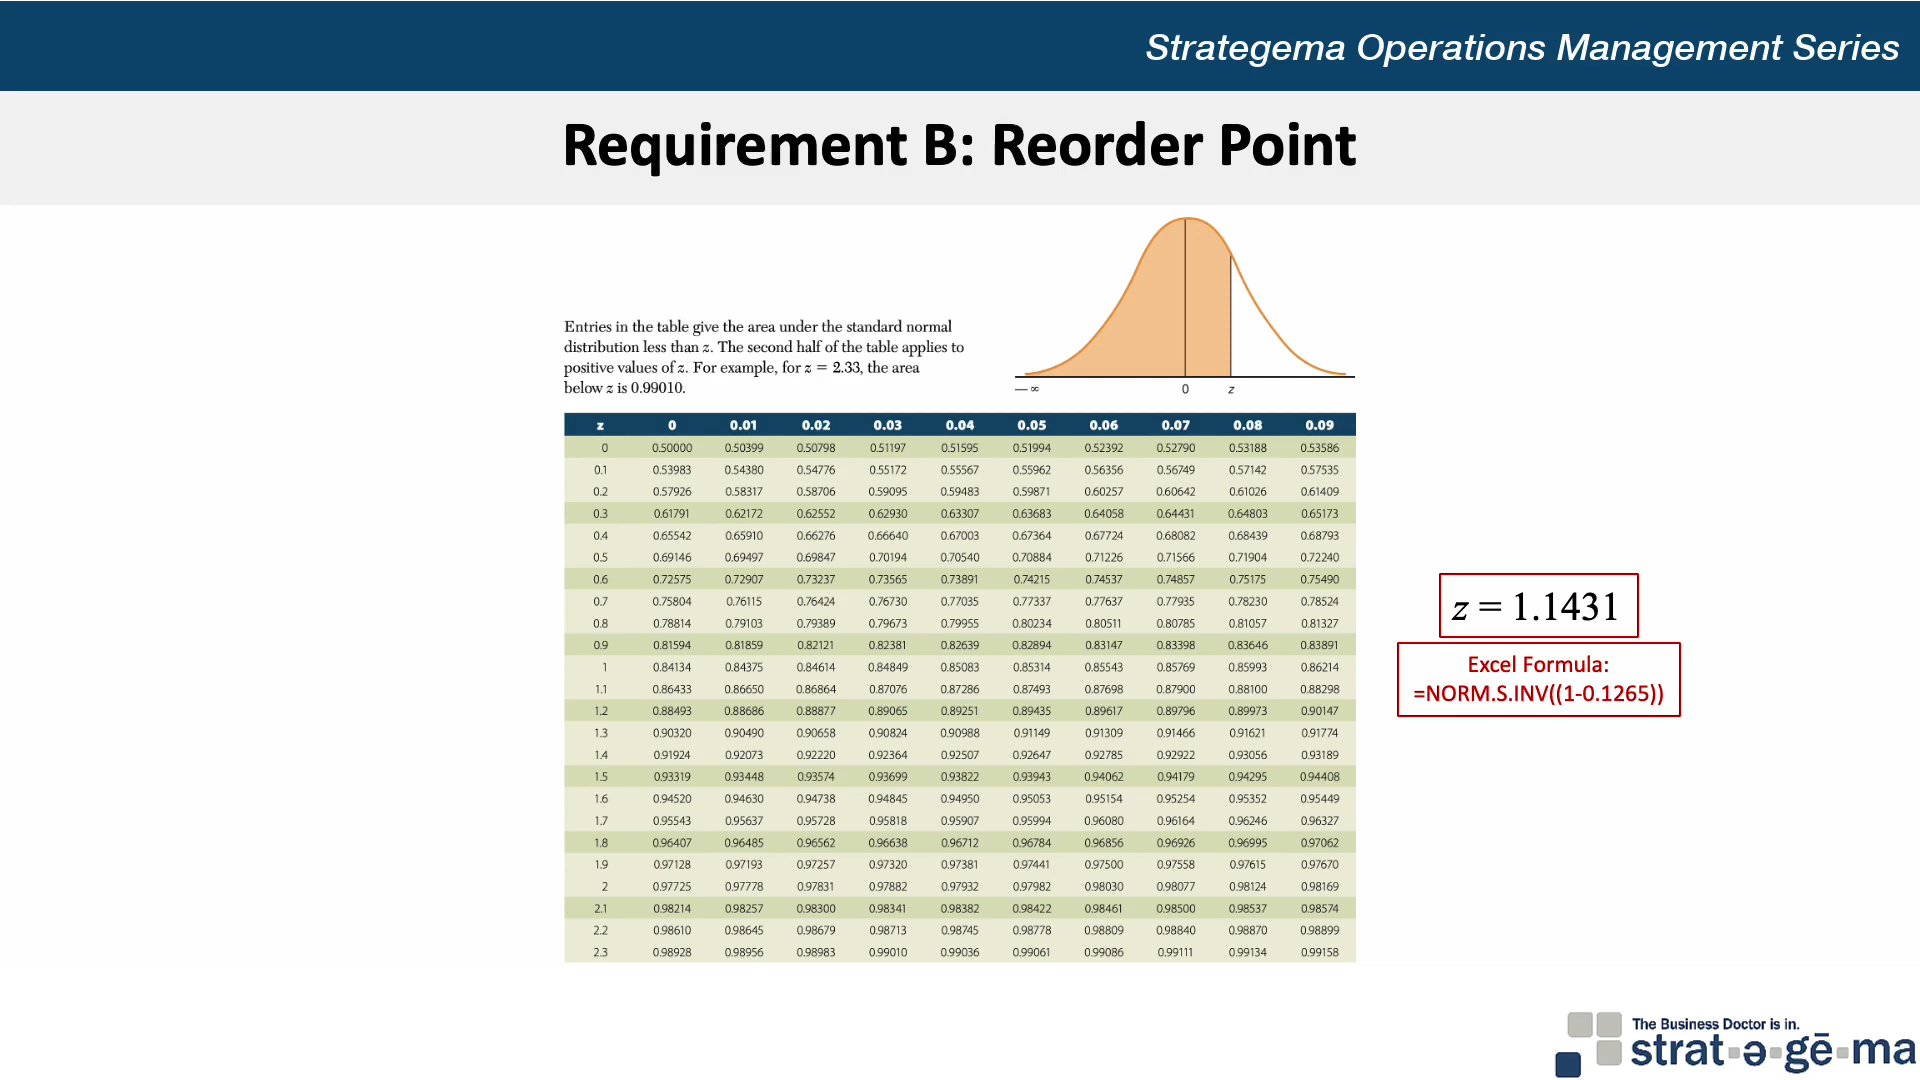 Strategema Operations Management Series
Requirement B: Reorder Point
Entries in the table give the area under the standard normal
distribution less than z. The second half of the table applies to
positive values of z. For example, for z = 2.33, the area
below z is 0.99010.
—∞ 0 z
z 0 0.01 0.02 0.03 0.04 0.05 0.06 0.07 0.08 0.09
0 0.50000 0.50399 0.50798 0.51197 0.51595 0.51994 0.52392 0.52790 0.53188 0.53586
0.1 0.53983 0.54380 0.54776 0.55172 0.55567 0.55962 0.56356 0.56749 0.57142 0.57535
0.2 0.57926 0.58317 0.58706 0.59095 0.59483 0.59871 0.60257 0.60642 0.61026 0.61409
0.3 0.61791 0.62172 0.62552 0.62930 0.63307 0.63683 0.64058 0.64431 0.64803 0.65173
0.4 0.65542 0.65910 0.66276 0.66640 0.67003 0.67364 0.67724 0.68082 0.68439 0.68793
0.5 0.69146 0.69497 0.69847 0.70194 0.70540 0.70884 0.71226 0.71566 0.71904 0.72240
0.6 0.72575 0.72907 0.73237 0.73565 0.73891 0.74215 0.74537 0.74857 0.75175 0.75490
0.7 0.75804 0.76115 0.76424 0.76730 0.77035 0.77337 0.77637 0.77935 0.78230 0.78524
0.8 0.78814 0.79103 0.79389 0.79673 0.79955 0.80234 0.80511 0.80785 0.81057 0.81327
0.9 0.81594 0.81859 0.82121 0.82381 0.82639 0.82894 0.83147 0.83398 0.83646 0.83891
1 0.84134 0.84375 0.84614 0.84849 0.85083 0.85314 0.85543 0.85769 0.85993 0.86214
1.1 0.86433 0.86650 0.86864 0.87076 0.87286 0.87493 0.87698 0.87900 0.88100 0.88298
1.2 0.88493 0.88686 0.88877 0.89065 0.89251 0.89435 0.89617 0.89796 0.89973 0.90147
1.3 0.90320 0.90490 0.90658 0.90824 0.90988 0.91149 0.91309 0.91466 0.91621 0.91774
1.4 0.91924 0.92073 0.92220 0.92364 0.92507 0.92647 0.92785 0.92922 0.93056 0.93189
1.5 0.93319 0.93448 0.93574 0.93699 0.93822 0.93943 0.94062 0.94179 0.94295 0.94408
1.6 0.94520 0.94630 0.94738 0.94845 0.94950 0.95053 0.95154 0.95254 0.95352 0.95449
1.7 0.95543 0.95637 0.95728 0.95818 0.95907 0.95994 0.96080 0.96164 0.96246 0.96327
1.8 0.96407 0.96485 0.96562 0.96638 0.96712 0.96784 0.96856 0.96926 0.96995 0.97062
1.9 0.97128 0.97193 0.97257 0.97320 0.97381 0.97441 0.97500 0.97558 0.97615 0.97670
2 0.97725 0.97778 0.97831 0.97882 0.97932 0.97982 0.98030 0.98077 0.98124 0.98169
2.1 0.98214 0.98257 0.98300 0.98341 0.98382 0.98422 0.98461 0.98500 0.98537 0.98574
2.2 0.98610 0.98645 0.98679 0.98713 0.98745 0.98778 0.98809 0.98840 0.98870 0.98899
2.3 0.98928 0.98956 0.98983 0.99010 0.99036 0.99061 0.99086 0.99111 0.99134 0.99158
z = 1.1431
Excel Formula:
=NORM.S.INV((1-0.1265))
The Business Doctor is in.
strat▪ə▪gē▪ma